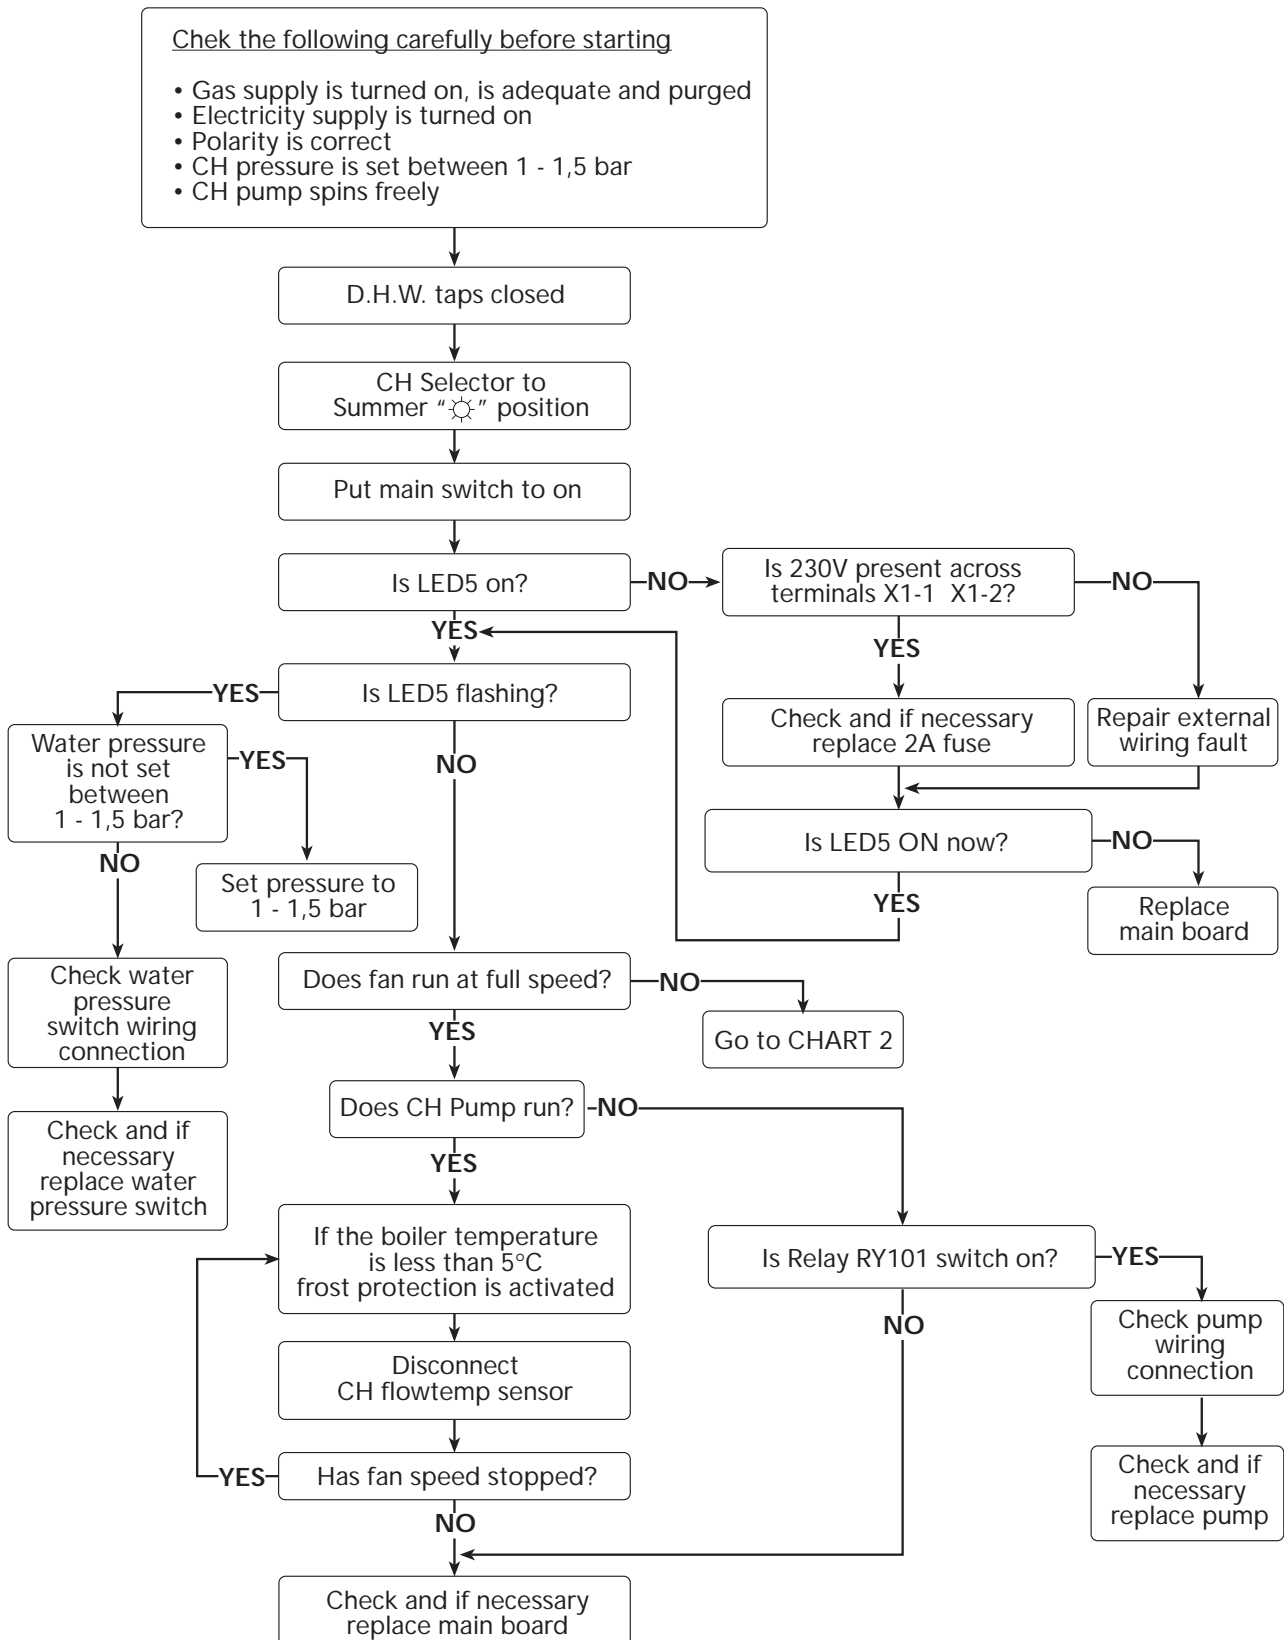 Chek the following carefully before starting
• Gas supply is turned on, is adequate and purged
• Electricity supply is turned on
• Polarity is correct
• CH pressure is set between 1 - 1,5 bar
• CH pump spins freely
D.H.W. taps closed
CH Selector to
Summer “☼” position
Put main switch to on
Is LED5 on?
NO
Is 230V present across
terminals X1-1 X1-2?
NO
YES
YES
Is LED5 flashing?
YES
Check and if necessary
replace 2A fuse
Repair external
wiring fault
Water pressure
is not set
between
1 - 1,5 bar?
YES
NO
Is LED5 ON now?
NO
NO
Set pressure to
1 - 1,5 bar
YES
Replace
main board
Check water
pressure
switch wiring
connection
Does fan run at full speed?
NO
YES
Go to CHART 2
Check and if
necessary
replace water
pressure switch
Does CH Pump run?
NO
YES
If the boiler temperature
is less than 5°C
frost protection is activated
Is Relay RY101 switch on?
YES
NO
Check pump
wiring
connection
Disconnect
CH flowtemp sensor
YES
Has fan speed stopped?
Check and if
necessary
replace pump
NO
Check and if necessary
replace main board